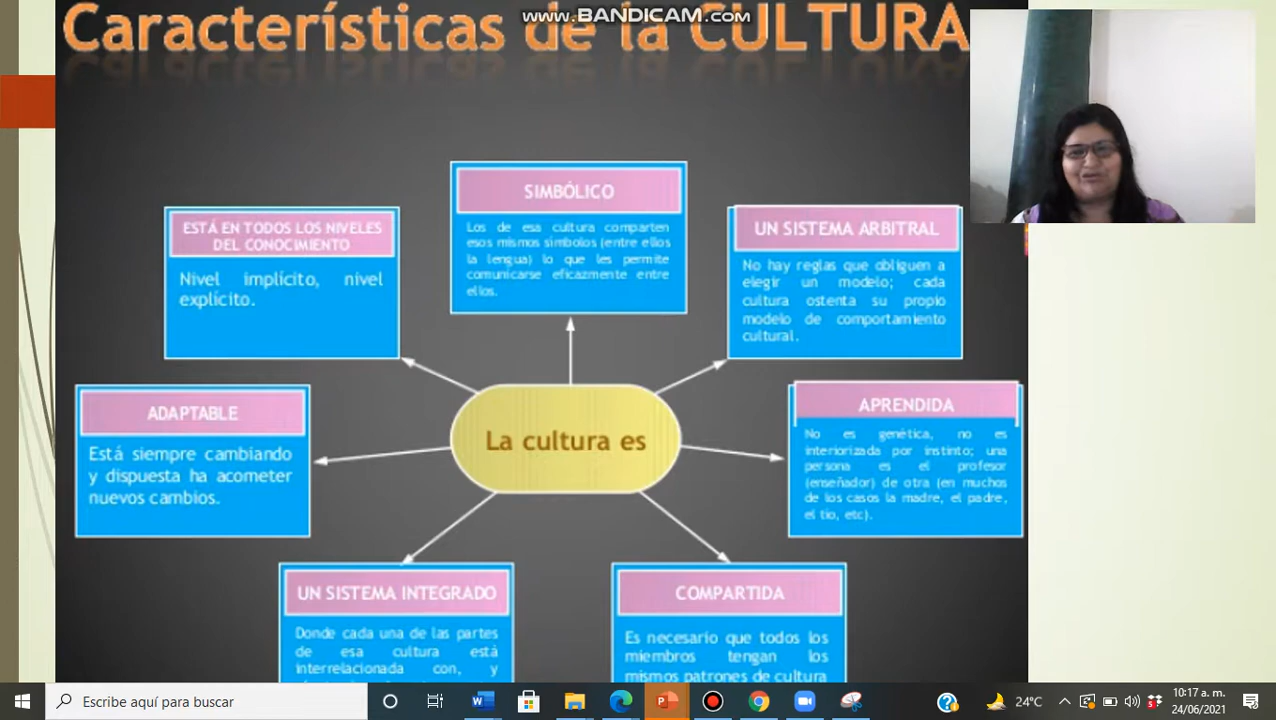 www.BANDICAM.com
Características de la CULTURA
SIMBÓLICO
Los de esa cultura comparten
esos mismos símbolos (entre ellos
la lengua) lo que les permite
comunicarse eficazmente entre
ellos.
ESTÁ EN TODOS LOS NIVELES
DEL CONOCIMIENTO
Nivel implícito, nivel
explícito.
UN SISTEMA ARBITRAL
No hay reglas que obliguen a
elegir un modelo; cada
cultura ostenta su propio
modelo de comportamiento
cultural.
ADAPTABLE
Está siempre cambiando
y dispuesta ha acometer
nuevos cambios.
La cultura es
APRENDIDA
No es genética, no es
interiorizada por instinto; una
persona es el profesor
(enseñador) de otra (en muchos
de los casos la madre, el padre,
el tío, etc).
UN SISTEMA INTEGRADO
Donde cada una de las partes
de esa cultura está
interrelacionada con, y
COMPARTIDA
Es necesario que todos los
miembros tengan los
mismos patrones de cultura
Escribe aquí para buscar
24°C
10:17 a. m.
24/06/2021